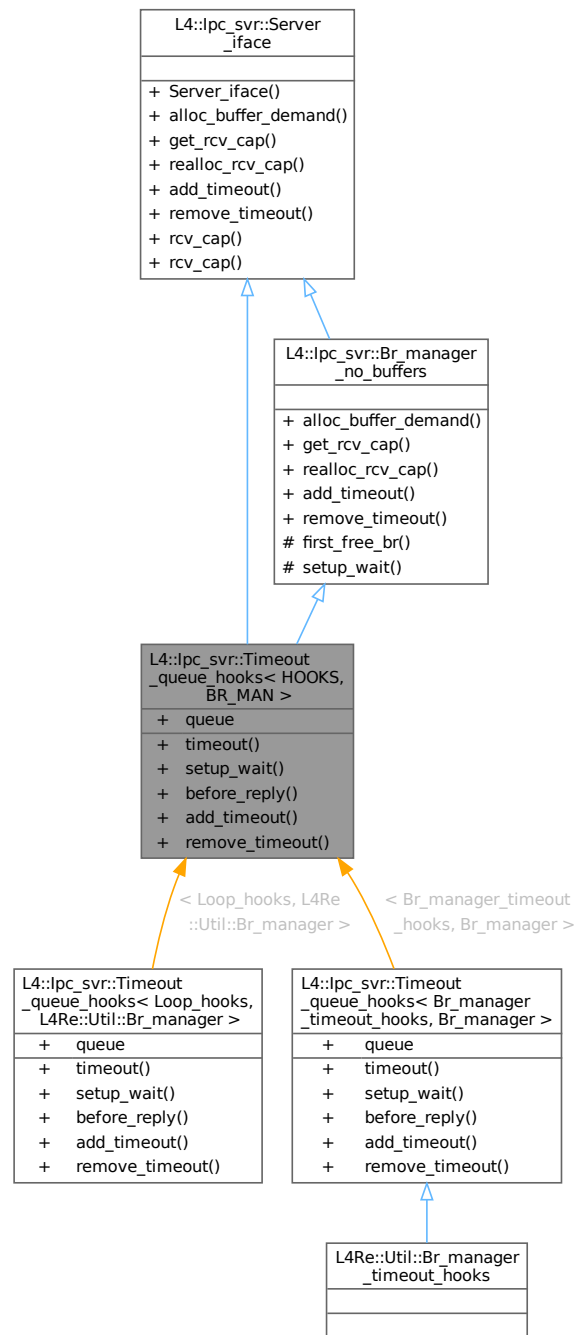 L4::Ipc_svr::Server
_iface
+ Server_iface()
+ alloc_buffer_demand()
+ get_rcv_cap()
+ realloc_rcv_cap()
+ add_timeout()
+ remove_timeout()
+ rcv_cap()
+ rcv_cap()
L4::Ipc_svr::Br_manager
_no_buffers
+ alloc_buffer_demand()
+ get_rcv_cap()
+ realloc_rcv_cap()
+ add_timeout()
+ remove_timeout()
# first_free_br()
# setup_wait()
L4::Ipc_svr::Timeout
_queue_hooks< HOOKS,
BR_MAN >
+ queue
+ timeout()
+ setup_wait()
+ before_reply()
+ add_timeout()
+ remove_timeout()
< Loop_hooks, L4Re
::Util::Br_manager >
< Br_manager_timeout
_hooks, Br_manager >
L4::Ipc_svr::Timeout
_queue_hooks< Loop_hooks,
L4Re::Util::Br_manager >
+ queue
+ timeout()
+ setup_wait()
+ before_reply()
+ add_timeout()
+ remove_timeout()
L4::Ipc_svr::Timeout
_queue_hooks< Br_manager
_timeout_hooks, Br_manager >
+ queue
+ timeout()
+ setup_wait()
+ before_reply()
+ add_timeout()
+ remove_timeout()
L4Re::Util::Br_manager
_timeout_hooks